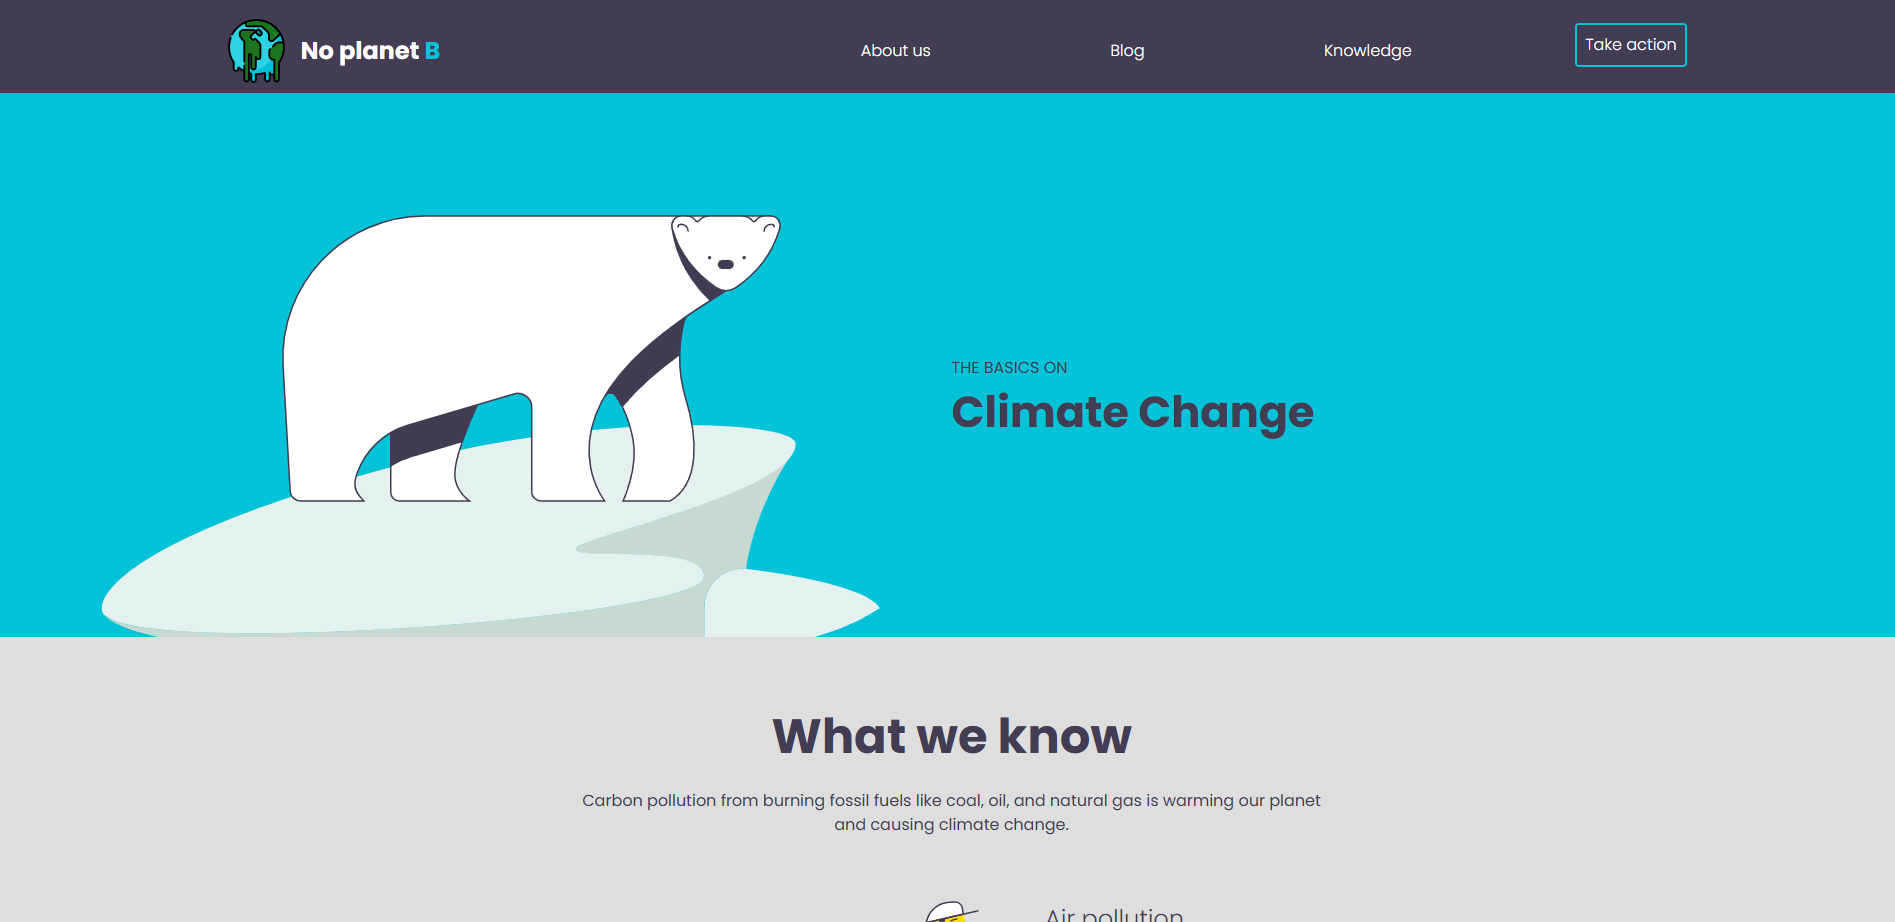 No planet B
About us
Blog
Knowledge
Take action
THE BASICS ON
Climate Change
What we know
Carbon pollution from burning fossil fuels like coal, oil, and natural gas is warming our planet
and causing climate change.
Air pollution